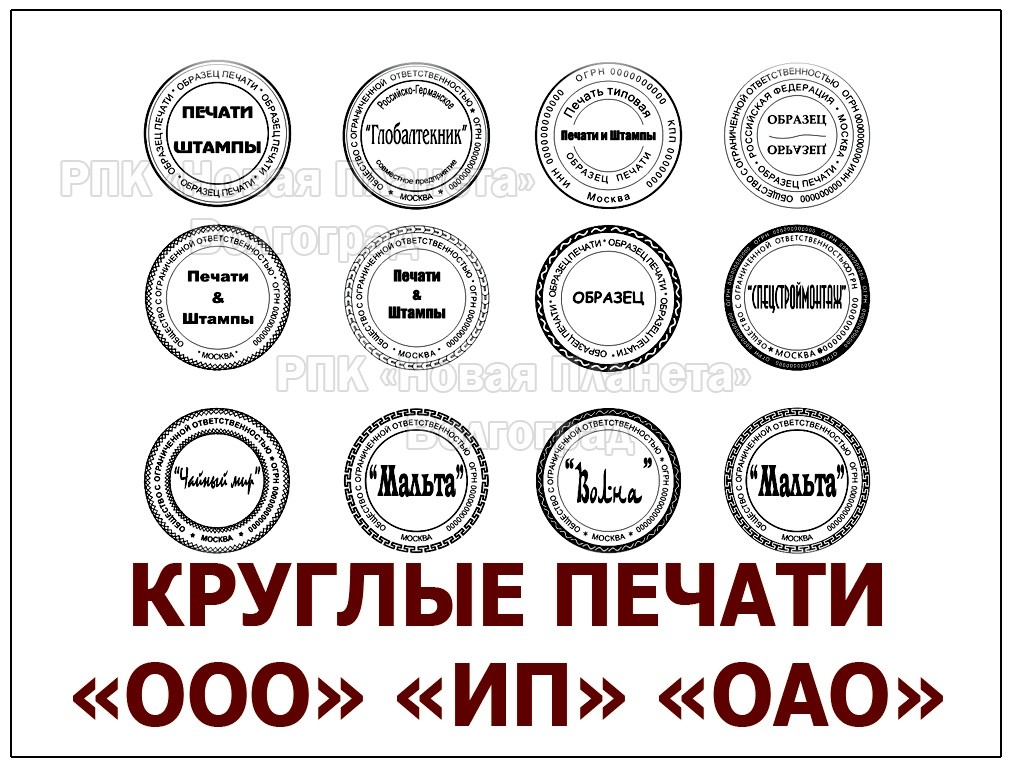 ОБРАЗЕЦ ПЕЧАТИ * ОБРАЗЕЦ ПЕЧАТИ * ОБРАЗЕЦ ПЕЧАТИ * ОБРАЗЕЦ ПЕЧАТИ *
ПЕЧАТИ
ШТАМПЫ
ОБЩЕСТВО С ОГРАНИЧЕННОЙ ОТВЕТСТВЕННОСТЬЮ * ОГРН 0000000000000
Российско-Германское
"Глобалтекник"
совместное предприятие
* МОСКВА *
ОГРН 0000000000
ИНН 0000000000000
КПП 00000000
Печать типовая
Печати и Штампы
ОБРАЗЕЦ ПЕЧАТИ
Москва
ОБЩЕСТВО С ОГРАНИЧЕННОЙ ОТВЕТСТВЕННОСТЬЮ
РОССИЙСКАЯ ФЕДЕРАЦИЯ * МОСКВА * ОБРАЗЕЦ ПЕЧАТИ *
ОБРАЗЕЦ
ОБРАЗЕЦ
РПК «Новая Планета»
Волгоград
ОБЩЕСТВО С ОГРАНИЧЕННОЙ ОТВЕТСТВЕННОСТЬЮ * ОГРН 0000000000000
Печати
&
Штампы
* МОСКВА *
ОБЩЕСТВО С ОГРАНИЧЕННОЙ ОТВЕТСТВЕННОСТЬЮ * ОГРН 0000000000000
Печати
&
Штампы
* МОСКВА *
ОБРАЗЕЦ ПЕЧАТИ * ОБРАЗЕЦ ПЕЧАТИ * ОБРАЗЕЦ ПЕЧАТИ * ОБРАЗЕЦ ПЕЧАТИ *
ОБРАЗЕЦ
ОБЩЕСТВО С ОГРАНИЧЕННОЙ ОТВЕТСТВЕННОСТЬЮ
"СПЕЦСТРОЙМОНТАЖ"
* МОСКВА
РПК «Новая Планета»
Волгоград
ОБЩЕСТВО С ОГРАНИЧЕННОЙ ОТВЕТСТВЕННОСТЬЮ * ОГРН 0000000000000
"Чайный мир"
* МОСКВА *
ОБЩЕСТВО С ОГРАНИЧЕННОЙ ОТВЕТСТВЕННОСТЬЮ ОГРН 0000000000000
"Мальта"
МОСКВА
ОБЩЕСТВО С ОГРАНИЧЕННОЙ ОТВЕТСТВЕННОСТЬЮ * ОГРН 0000000000000
"Волна"
* МОСКВА *
ОБЩЕСТВО С ОГРАНИЧЕННОЙ ОТВЕТСТВЕННОСТЬЮ ОГРН 0000000000000
"Мальта"
МОСКВА
КРУГЛЫЕ ПЕЧАТИ
«ООО» «ИП» «ОАО»